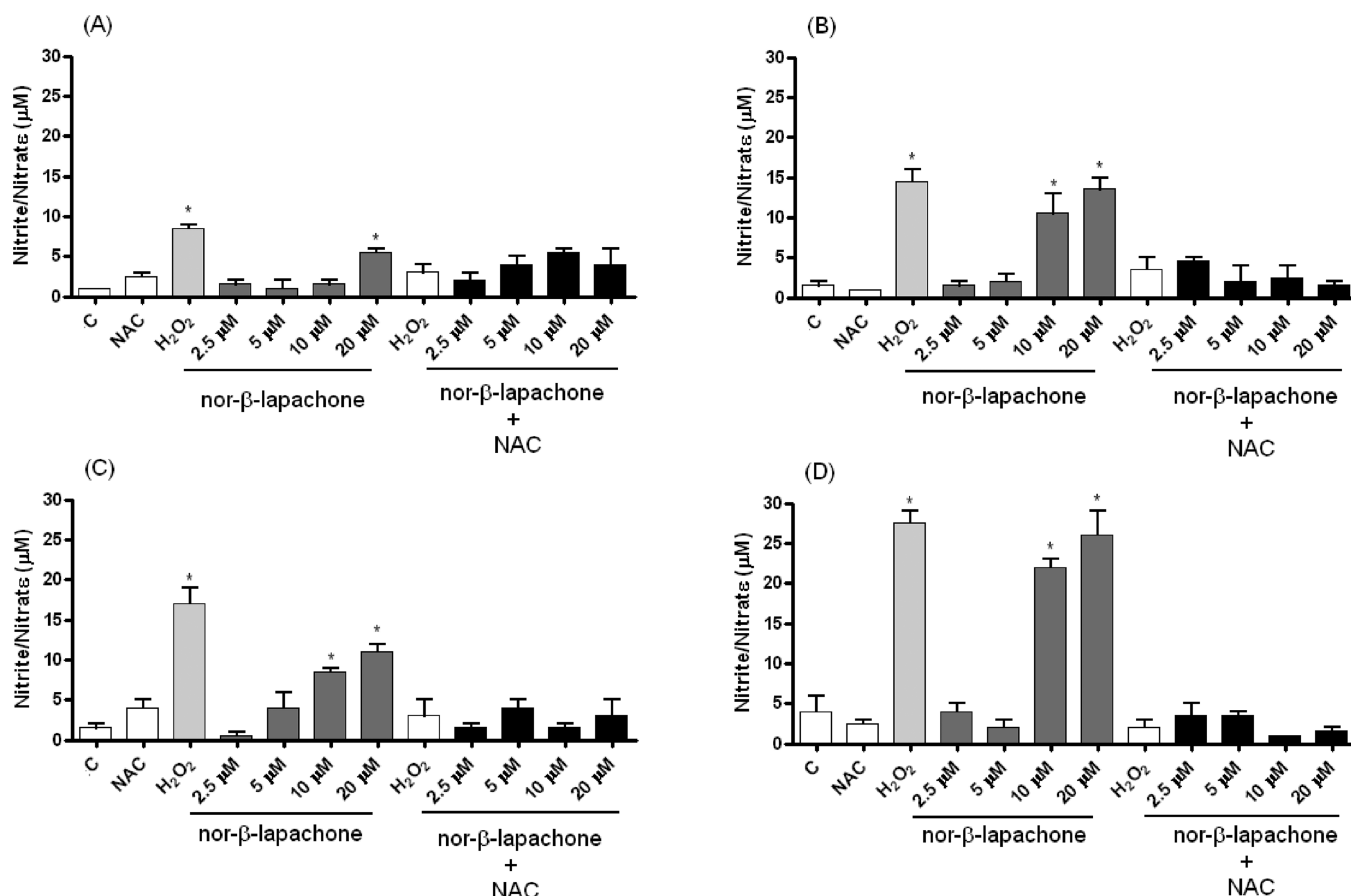 (A)
Nitrite/Nitratε (μM)
30
25
20
15
10
5
0
*
*
C NAC H₂O₂ 2.5 μM 5 μM 10 μM 20 μM H₂O₂ 2.5 μM 5 μM 10 μM 20 μM
nor-β-lapachone
nor-β-lapachone
+
NAC
(B)
Nitrite/Nitratε (μM)
30
25
20
15
10
5
0
*
*
*
C NAC H₂O₂ 2.5 μM 5 μM 10 μM 20 μM H₂O₂ 2.5 μM 5 μM 10 μM 20 μM
nor-β-lapachone
nor-β-lapachone
+
NAC
(C)
Nitrite/Nitratε (μM)
30
25
20
15
10
5
0
*
*
*
C NAC H₂O₂ 2.5 μM 5 μM 10 μM 20 μM H₂O₂ 2.5 μM 5 μM 10 μM 20 μM
nor-β-lapachone
nor-β-lapachone
+
NAC
(D)
Nitrite/Nitratε (μM)
30
25
20
15
10
5
0
*
*
*
C NAC H₂O₂ 2.5 μM 5 μM 10 μM 20 μM H₂O₂ 2.5 μM 5 μM 10 μM 20 μM
nor-β-lapachone
nor-β-lapachone
+
NAC